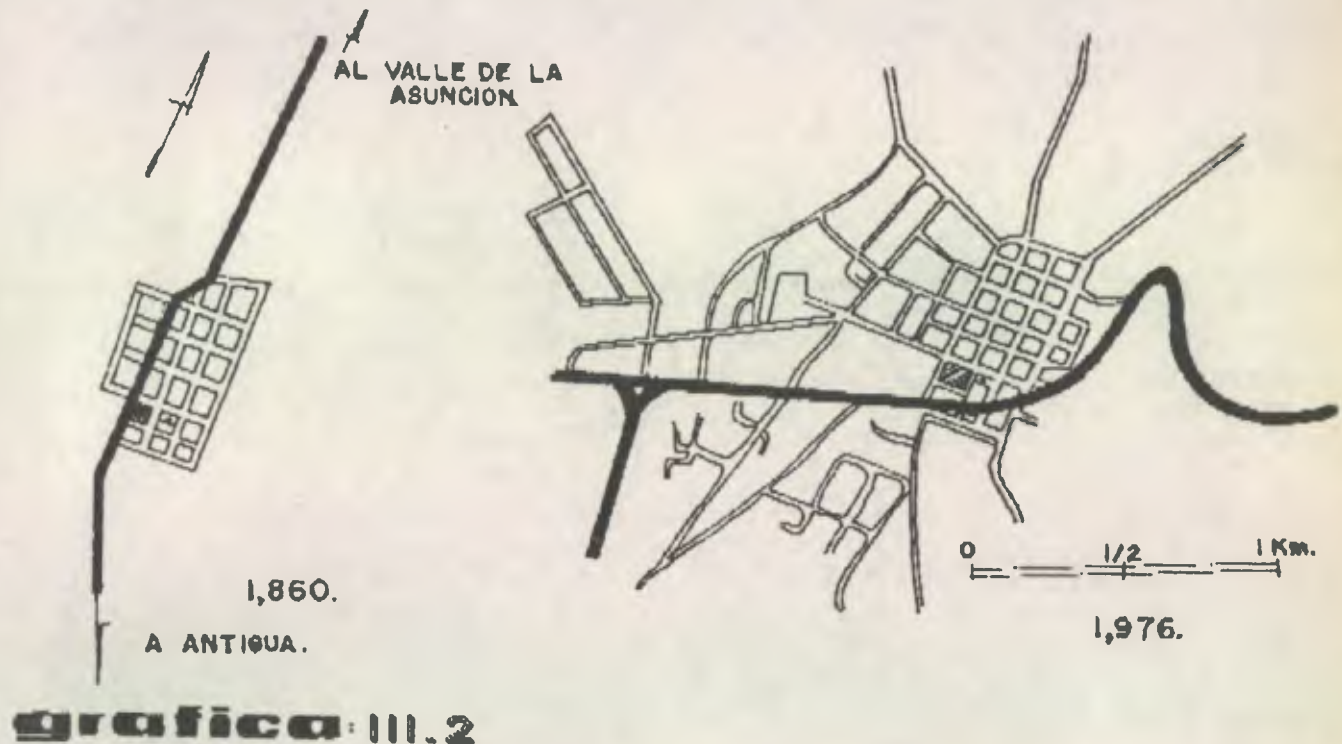 AL VALLE DE LA
ASUNCION.
1,860.
A ANTIGUA.
0 1/2 1 Km.
1,976.
grafica: III.2